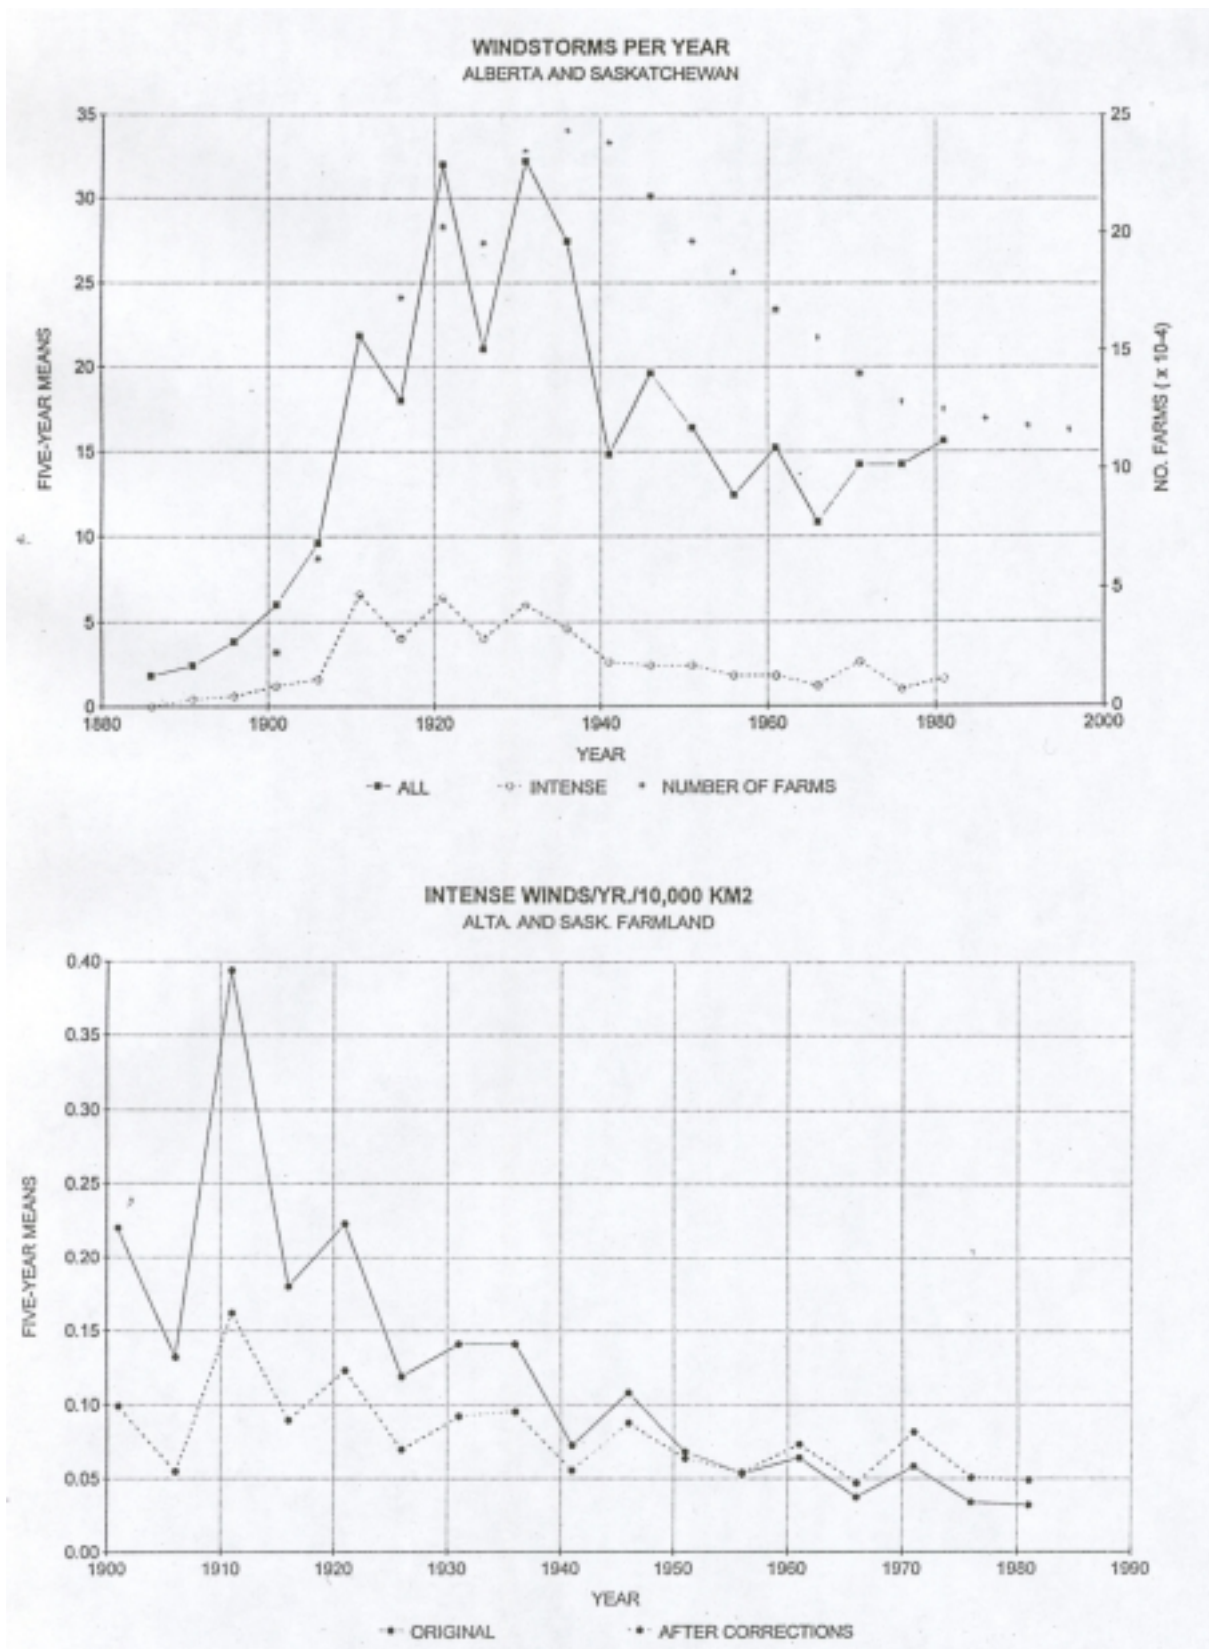 WINDSTORMS PER YEAR
ALBERTA AND SASKATCHEWAN
35
30
25
20
15
10
5
0
FIVE-YEAR MEANS
25
20
15
10
5
0
NO. FARMS ( x 10-4)
1880 1900 1920 1940 1960 1980 2000
YEAR
ALL INTENSE NUMBER OF FARMS
INTENSE WINDS/YR./10,000 KM2
ALTA. AND SASK. FARMLAND
0.40
0.35
0.30
0.25
0.20
0.15
0.10
0.05
0.00
FIVE-YEAR MEANS
1900 1910 1920 1930 1940 1950 1960 1970 1980 1990
YEAR
ORIGINAL AFTER CORRECTIONS